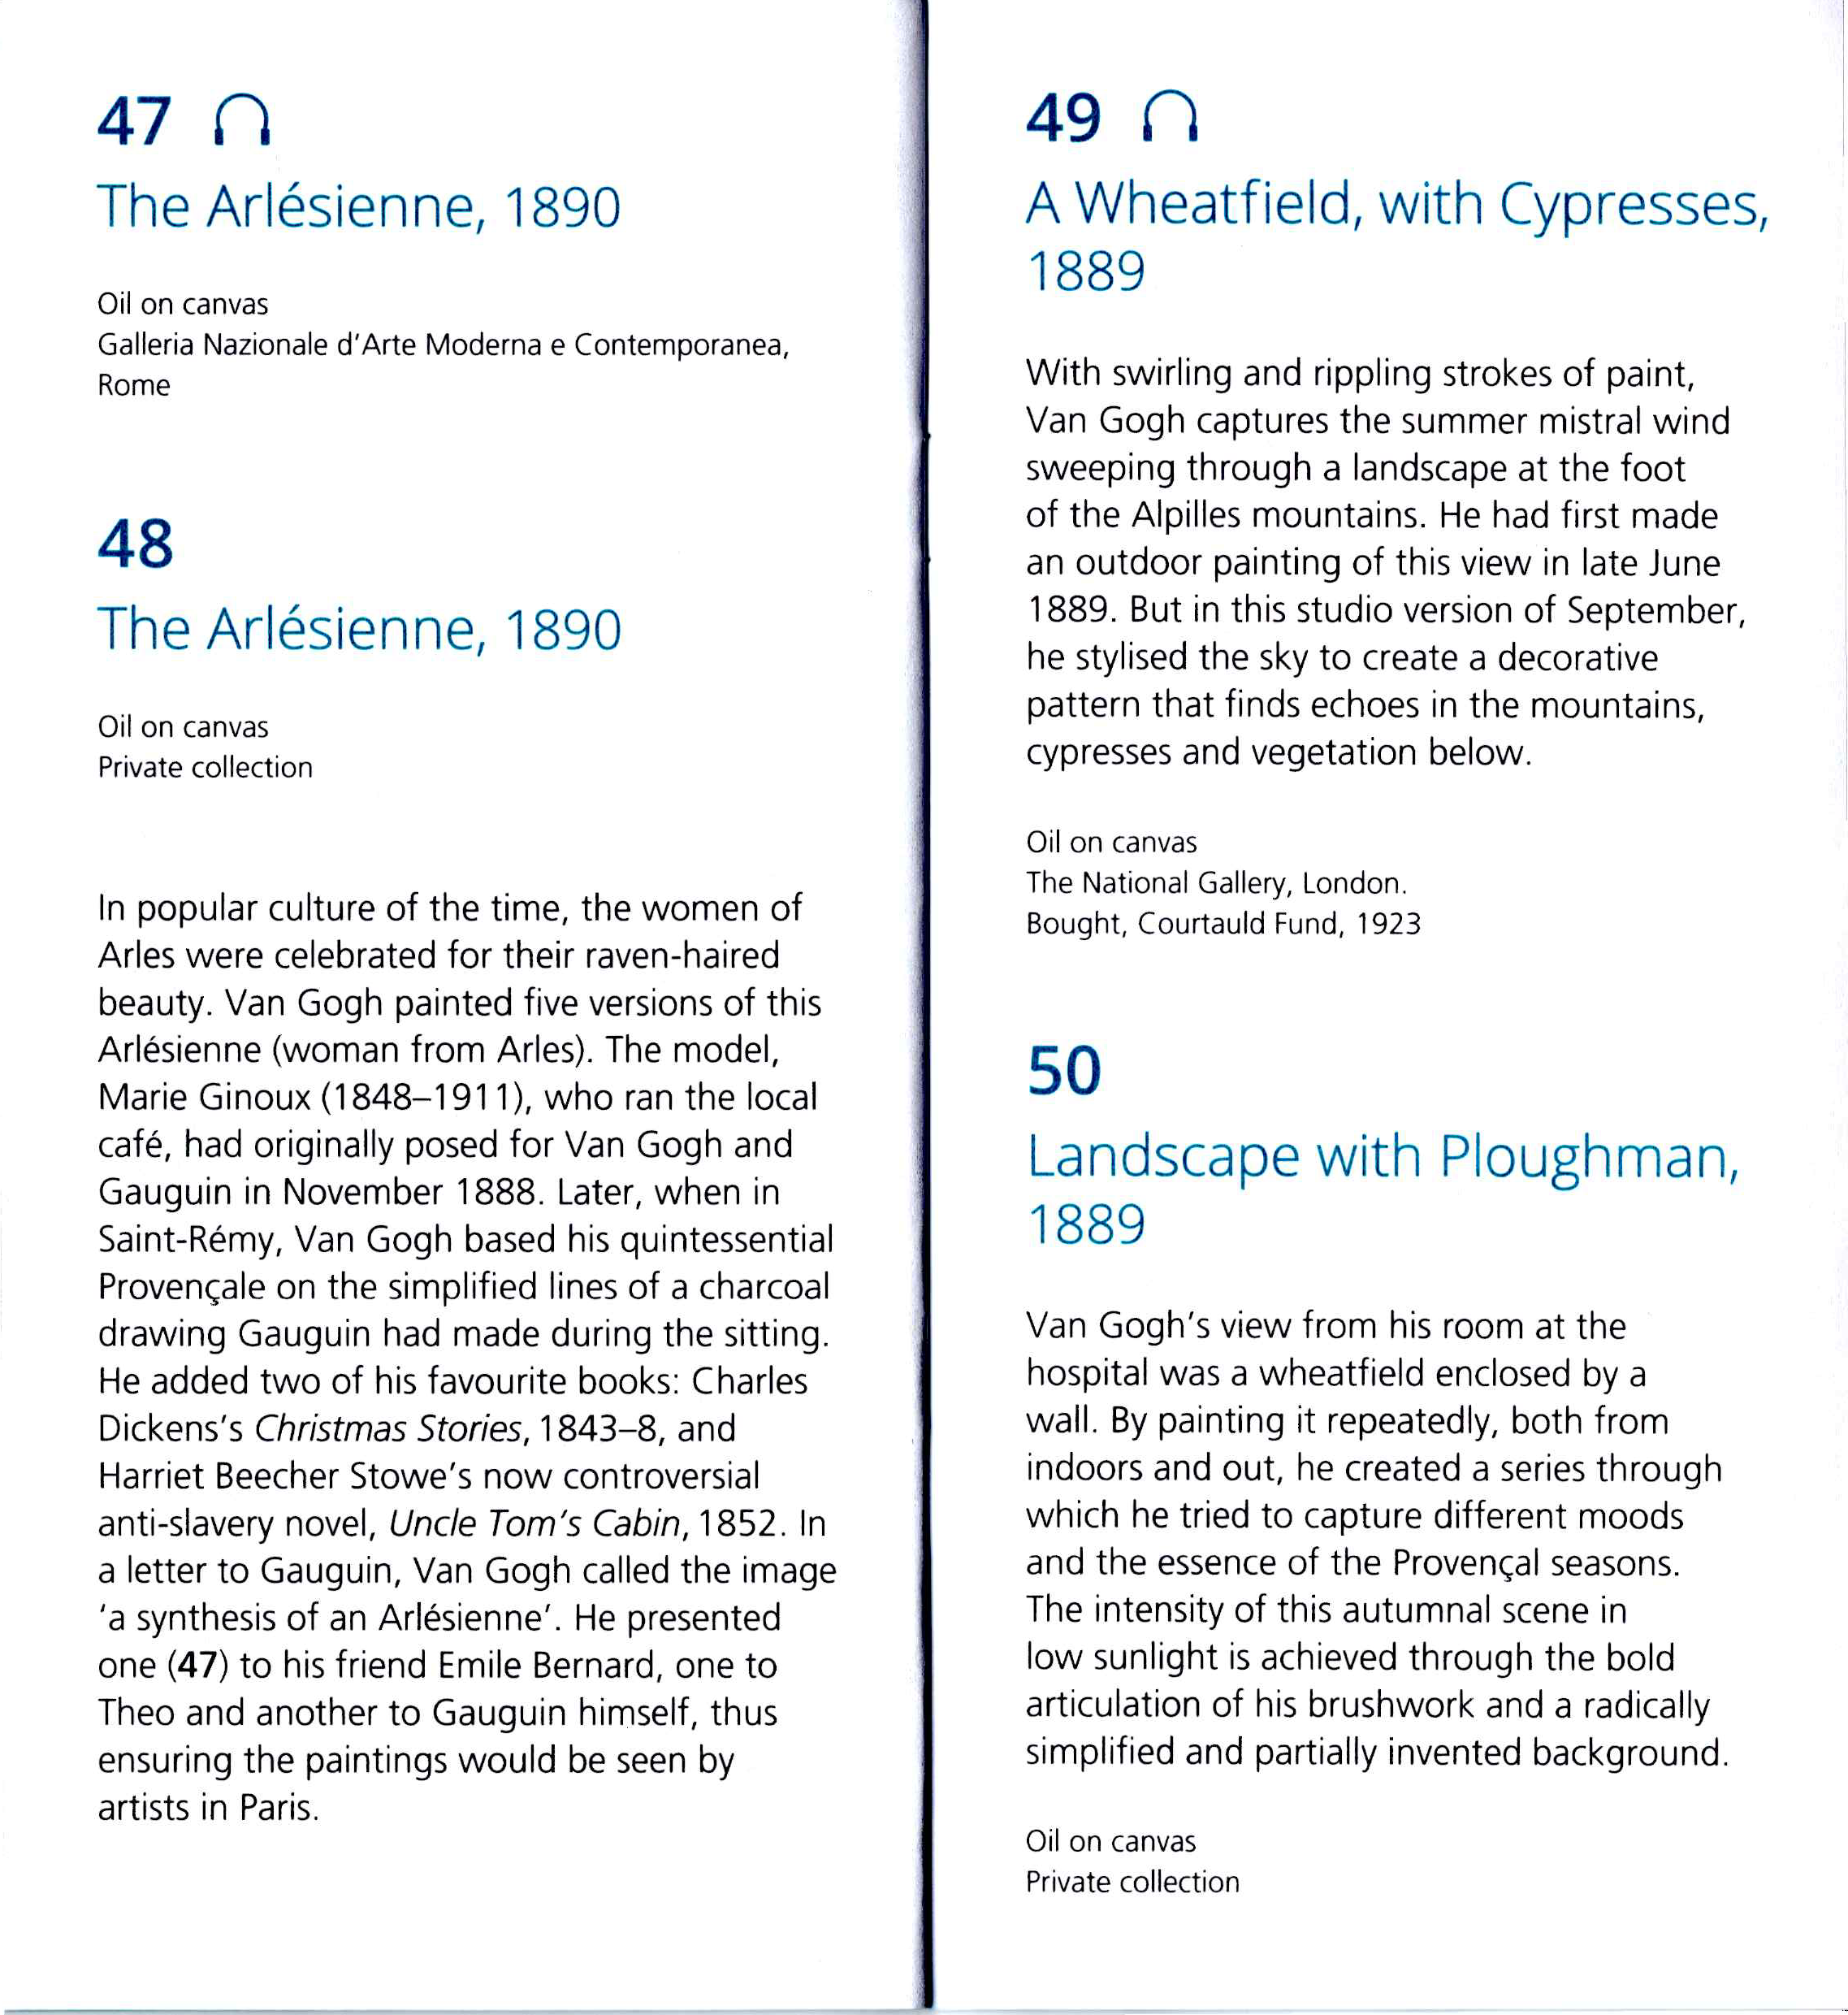 47
The Arlésienne, 1890
Oil on canvas
Galleria Nazionale d'Arte Moderna e Contemporanea,
Rome
48
The Arlésienne, 1890
Oil on canvas
Private collection
In popular culture of the time, the women of
Arles were celebrated for their raven-haired
beauty. Van Gogh painted five versions of this
Arlésienne (woman from Arles). The model,
Marie Ginoux (1848–1911), who ran the local
café, had originally posed for Van Gogh and
Gauguin in November 1888. Later, when in
Saint-Rémy, Van Gogh based his quintessential
Provençale on the simplified lines of a charcoal
drawing Gauguin had made during the sitting.
He added two of his favourite books: Charles
Dickens's Christmas Stories, 1843–8, and
Harriet Beecher Stowe's now controversial
anti-slavery novel, Uncle Tom's Cabin, 1852. In
a letter to Gauguin, Van Gogh called the image
'a synthesis of an Arlésienne'. He presented
one (47) to his friend Emile Bernard, one to
Theo and another to Gauguin himself, thus
ensuring the paintings would be seen by
artists in Paris.
49
A Wheatfield, with Cypresses,
1889
With swirling and rippling strokes of paint,
Van Gogh captures the summer mistral wind
sweeping through a landscape at the foot
of the Alpilles mountains. He had first made
an outdoor painting of this view in late June
1889. But in this studio version of September,
he stylised the sky to create a decorative
pattern that finds echoes in the mountains,
cypresses and vegetation below.
Oil on canvas
The National Gallery, London.
Bought, Courtauld Fund, 1923
50
Landscape with Ploughman,
1889
Van Gogh's view from his room at the
hospital was a wheatfield enclosed by a
wall. By painting it repeatedly, both from
indoors and out, he created a series through
which he tried to capture different moods
and the essence of the Provençal seasons.
The intensity of this autumnal scene in
low sunlight is achieved through the bold
articulation of his brushwork and a radically
simplified and partially invented background.
Oil on canvas
Private collection